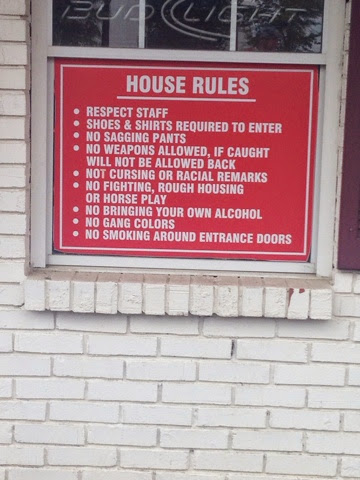 BUD LIGHT
HOUSE RULES
• RESPECT STAFF
• SHOES & SHIRTS REQUIRED TO ENTER
• NO SAGGING PANTS
• NO WEAPONS ALLOWED, IF CAUGHT
WILL NOT BE ALLOWED BACK
• NOT CURSING OR RACIAL REMARKS
• NO FIGHTING, ROUGH HOUSING
OR HORSE PLAY
• NO BRINGING YOUR OWN ALCOHOL
• NO GANG COLORS
• NO SMOKING AROUND ENTRANCE DOORS